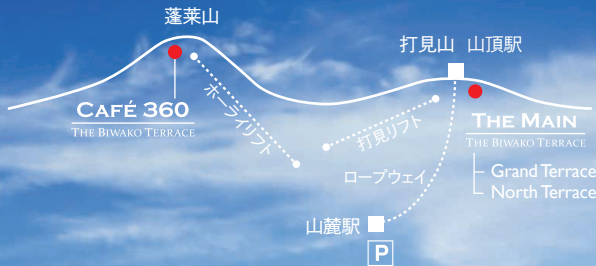 蓬莱山
打見山 山頂駅
CAFÉ 360
THE BIWAKO TERRACE
ホーライリフト
打見リフト
THE MAIN
THE BIWAKO TERRACE
Grand Terrace
North Terrace
ロープウェイ
山麓駅
P